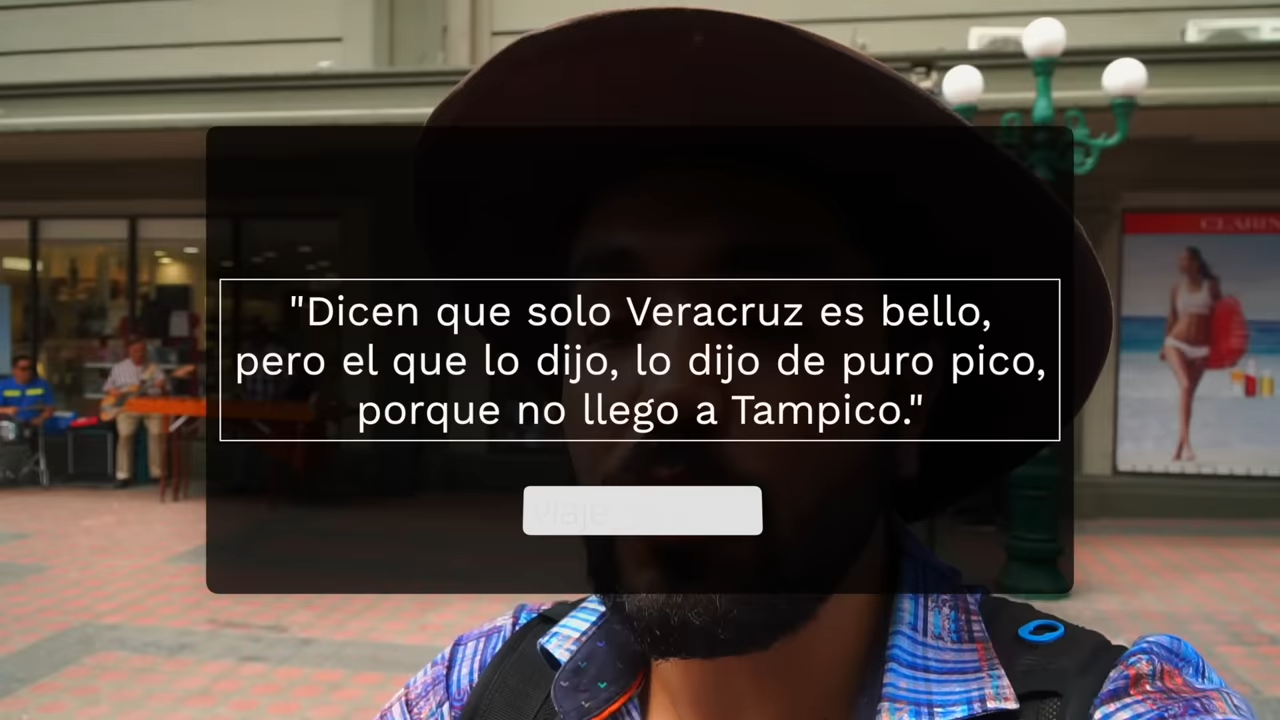 "Dicen que solo Veracruz es bello,
pero el que lo dijo, lo dijo de puro pico,
porque no llego a Tampico."
viaje